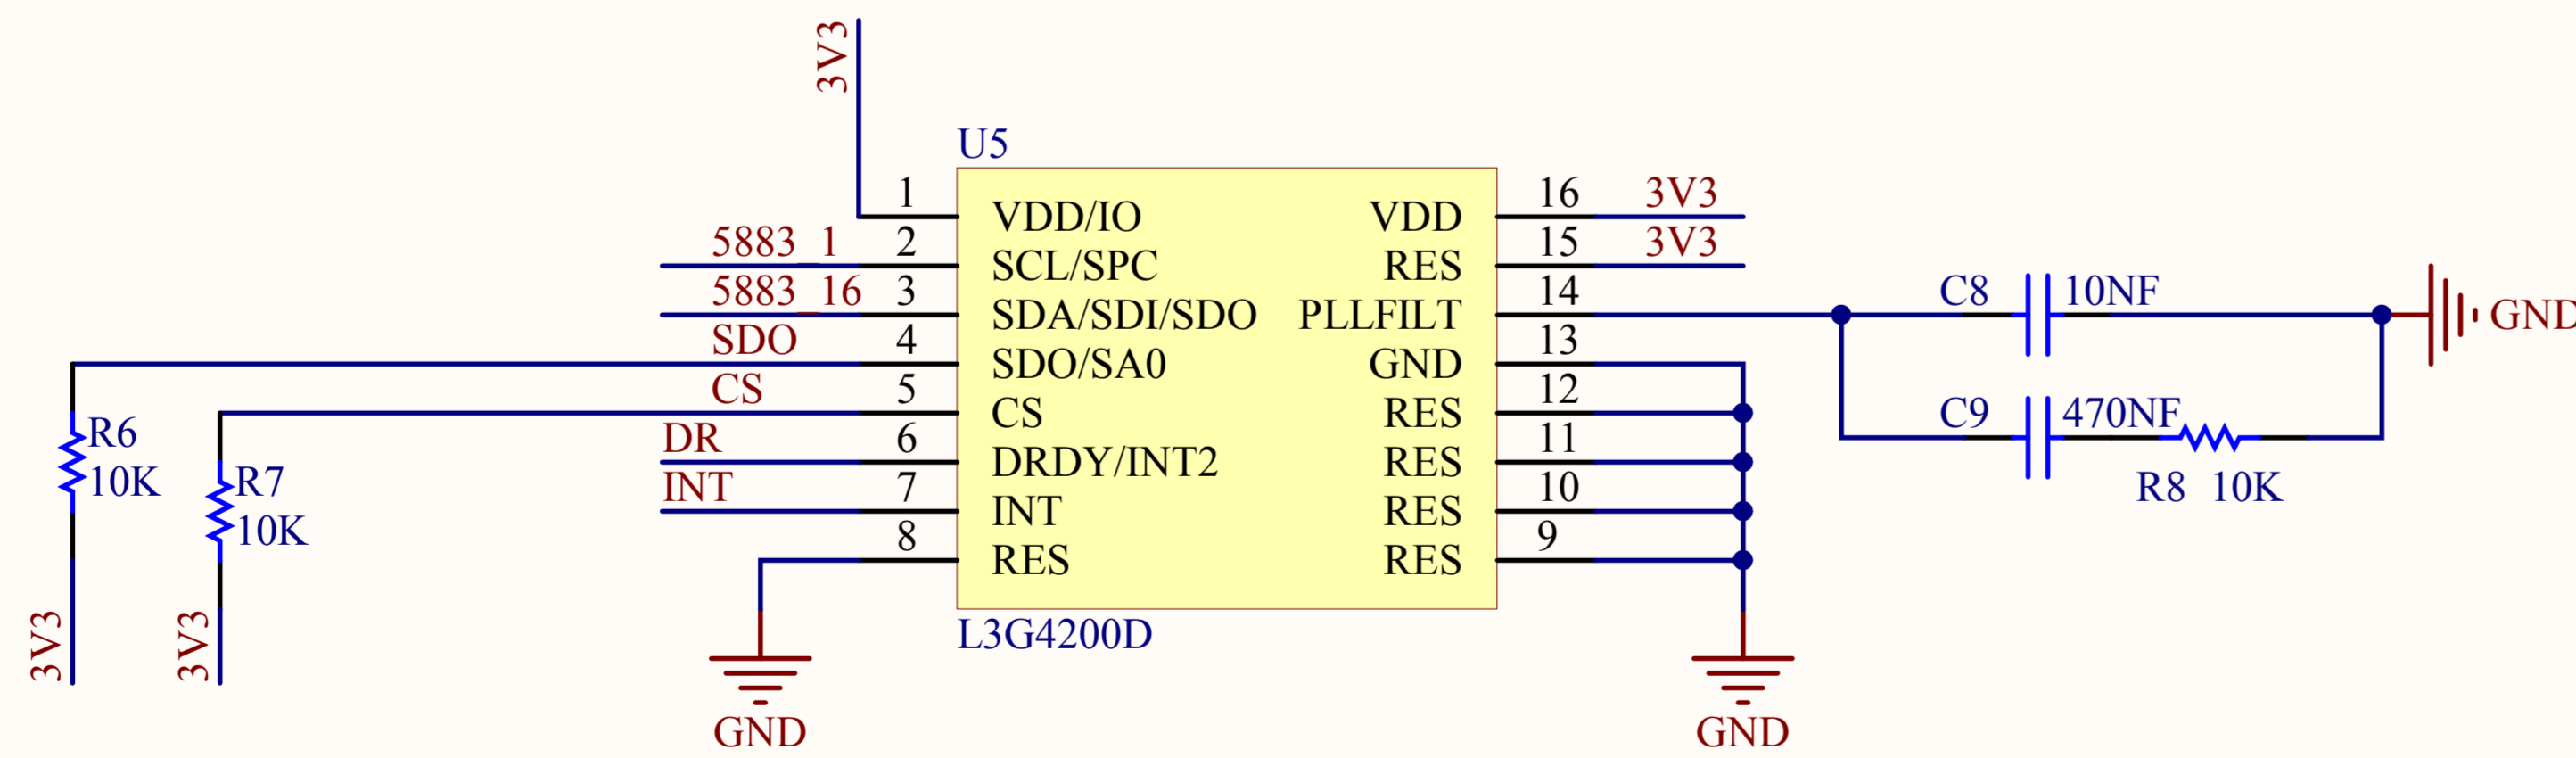 3V3
U5
1 VDD/IO VDD 16 3V3
5883_1 2 SCL/SPC RES 15 3V3
5883_16 3 SDA/SDI/SDO PLLFILT 14 C8 10NF GND
SDO 4 SDO/SA0 GND 13
CS 5 CS RES 12 C9 470NF
R6 10K
DR 6 DRDY/INT2 RES 11
R7 10K
INT 7 INT RES 10 R8 10K
8 RES RES 9
L3G4200D
3V3 3V3
GND GND